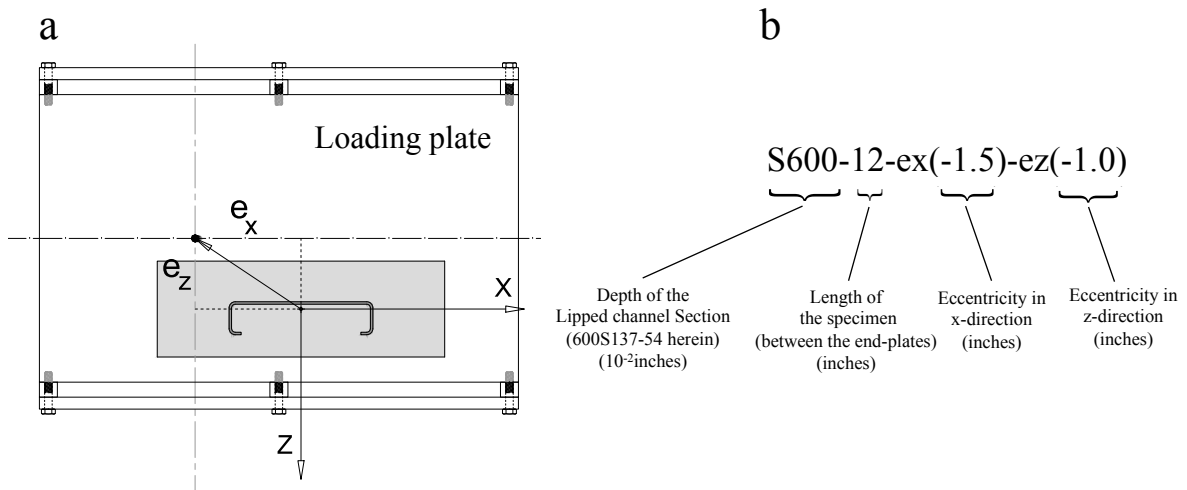 a
b
Loading plate
e_x
e_z
X
Z
S600-12-ex(-1.5)-ez(-1.0)
Depth of the
Lipped channel Section
(600S137-54 herein)
(10⁻²inches)
Length of
the specimen
(between the end-plates)
(inches)
Eccentricity in
x-direction
(inches)
Eccentricity in
z-direction
(inches)